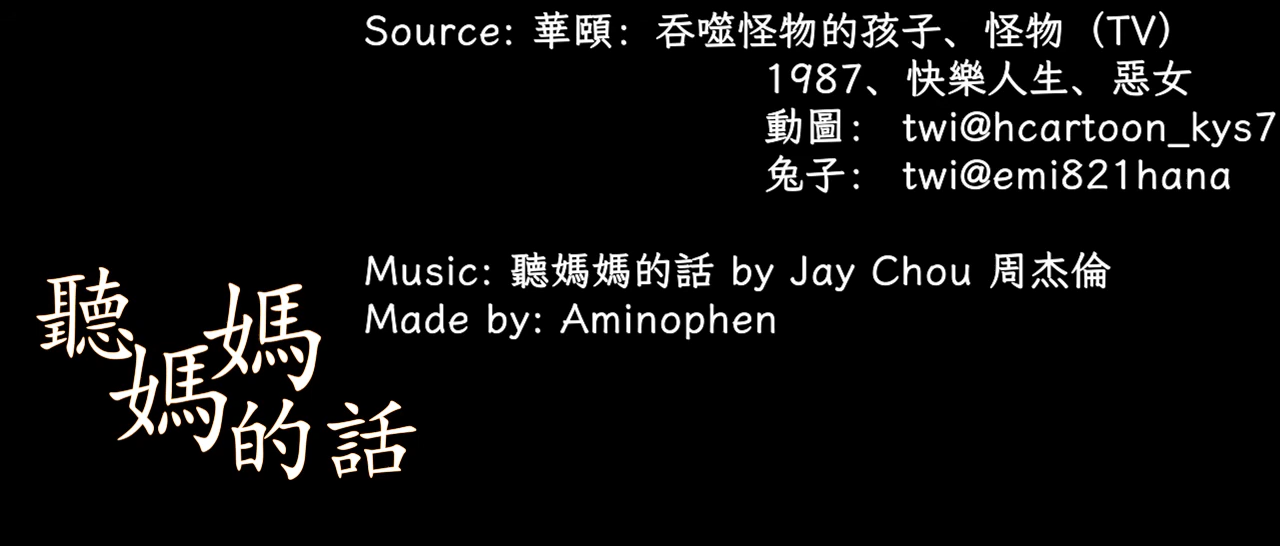 Source: 華頤：吞噬怪物的孩子、怪物（TV）
1987、快樂人生、惡女
動圖： twi@hcartoon_kys7
兔子： twi@emi821hana
Music: 聽媽媽的話 by Jay Chou 周杰倫
Made by: Aminophen
聽媽媽的話